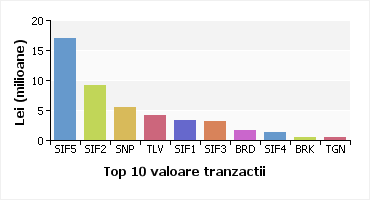 Lei (milioane)
20
15
10
5
0
SIF5 SIF2 SNP TLV SIF1 SIF3 BRD SIF4 BRK TGN
Top 10 valoare tranzactii